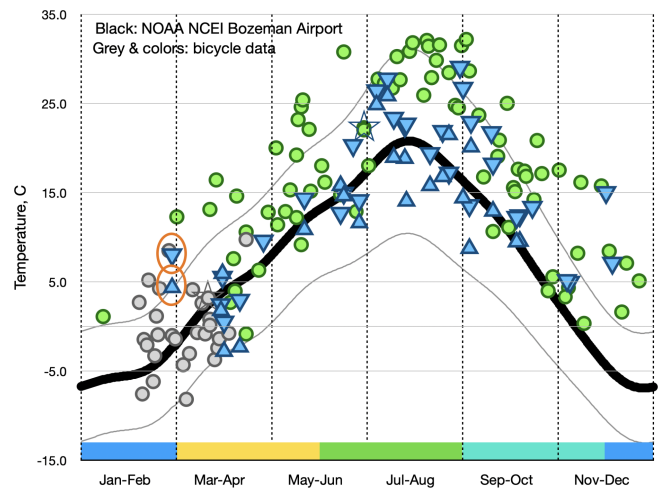 35.0
Black: NOAA NCEI Bozeman Airport
Grey & colors: bicycle data
25.0
15.0
5.0
-5.0
-15.0
Temperature, C
Jan-Feb
Mar-Apr
May-Jun
Jul-Aug
Sep-Oct
Nov-Dec